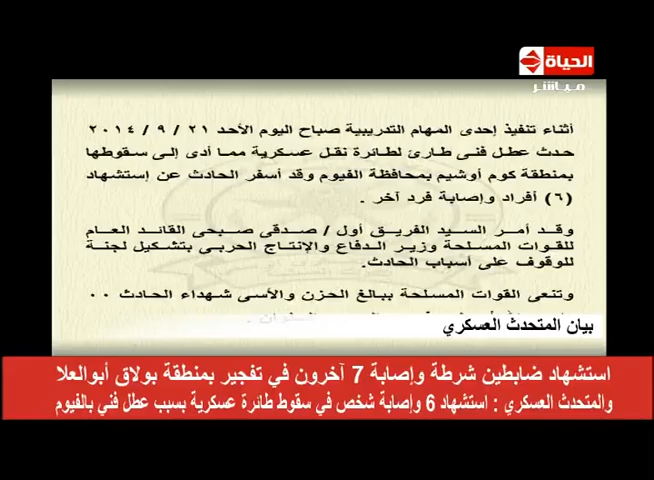 الحياة
مباشر
أثناء تنفيذ إحدى المهام التدريبية صباح اليوم الأحد ٢١ / ٩ / ٢٠١٤
حدث عطل فنى طارئ لطائرة نقل عسكرية مما أدى إلى سقوطها
بمنطقة كوم أوشيم بمحافظة الفيوم وقد أسفر الحادث عن إستشهاد
(٦) أفراد وإصابة فرد آخر .
وقد أمر السيد الفريق أول / صدقى صبحى القائد العام
للقوات المسلحة وزير الدفاع والإنتاج الحربى بتشكيل لجنة
للوقوف على أسباب الحادث.
وتنعى القوات المسلحة ببالغ الحزن والأسى شهداء الحادث ٠٠
بيان المتحدث العسكري
استشهاد ضابطين شرطة وإصابة 7 آخرون في تفجير بمنطقة بولاق أبوالعلا
والمتحدث العسكري : استشهاد 6 وإصابة شخص في سقوط طائرة عسكرية بسبب عطل فني بالفيوم